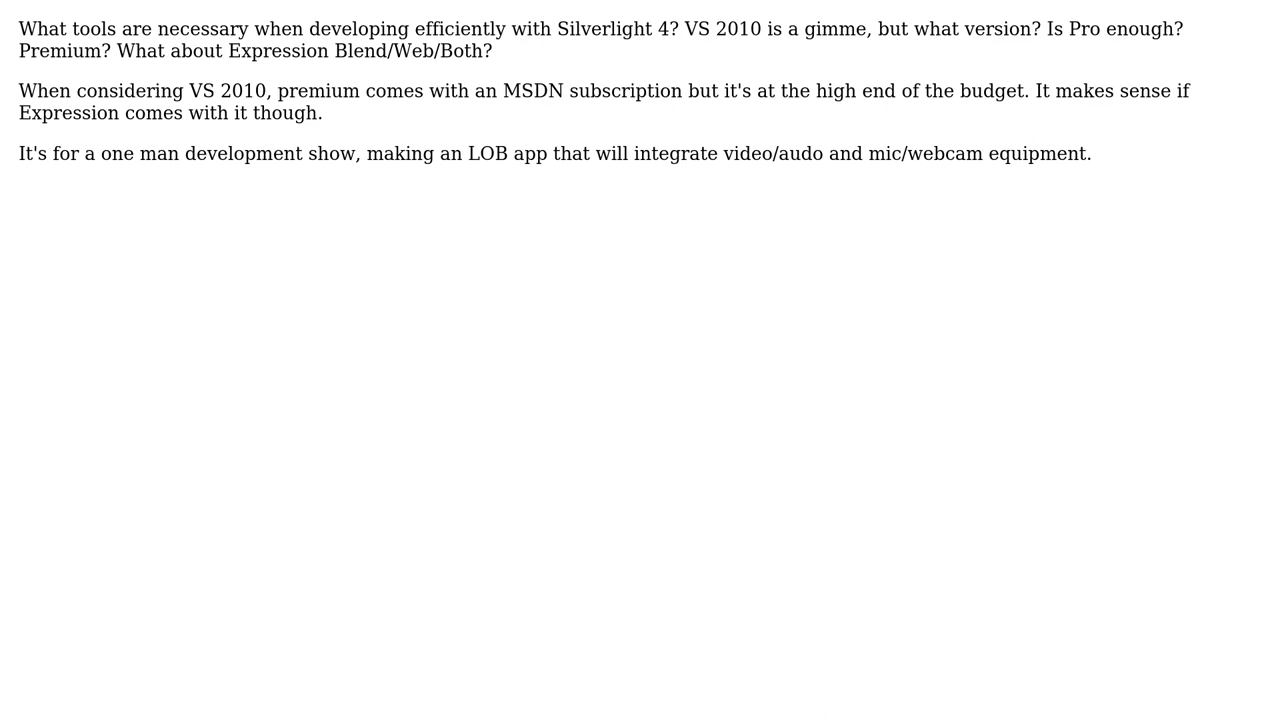 What tools are necessary when developing efficiently with Silverlight 4? VS 2010 is a gimme, but what version? Is Pro enough?
Premium? What about Expression Blend/Web/Both?
When considering VS 2010, premium comes with an MSDN subscription but it's at the high end of the budget. It makes sense if
Expression comes with it though.
It's for a one man development show, making an LOB app that will integrate video/audo and mic/webcam equipment.